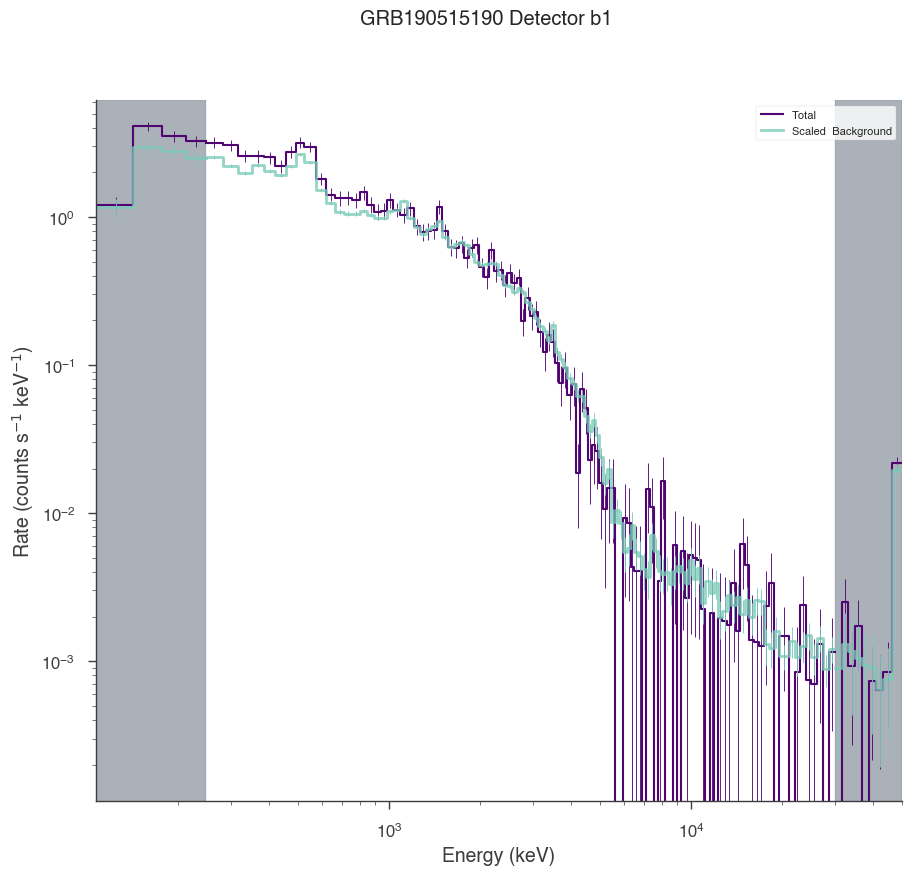 GRB190515190 Detector b1
Total
Scaled Background
Rate (counts s⁻¹ keV⁻¹)
10⁰
10⁻¹
10⁻²
10⁻³
10³
10⁴
Energy (keV)